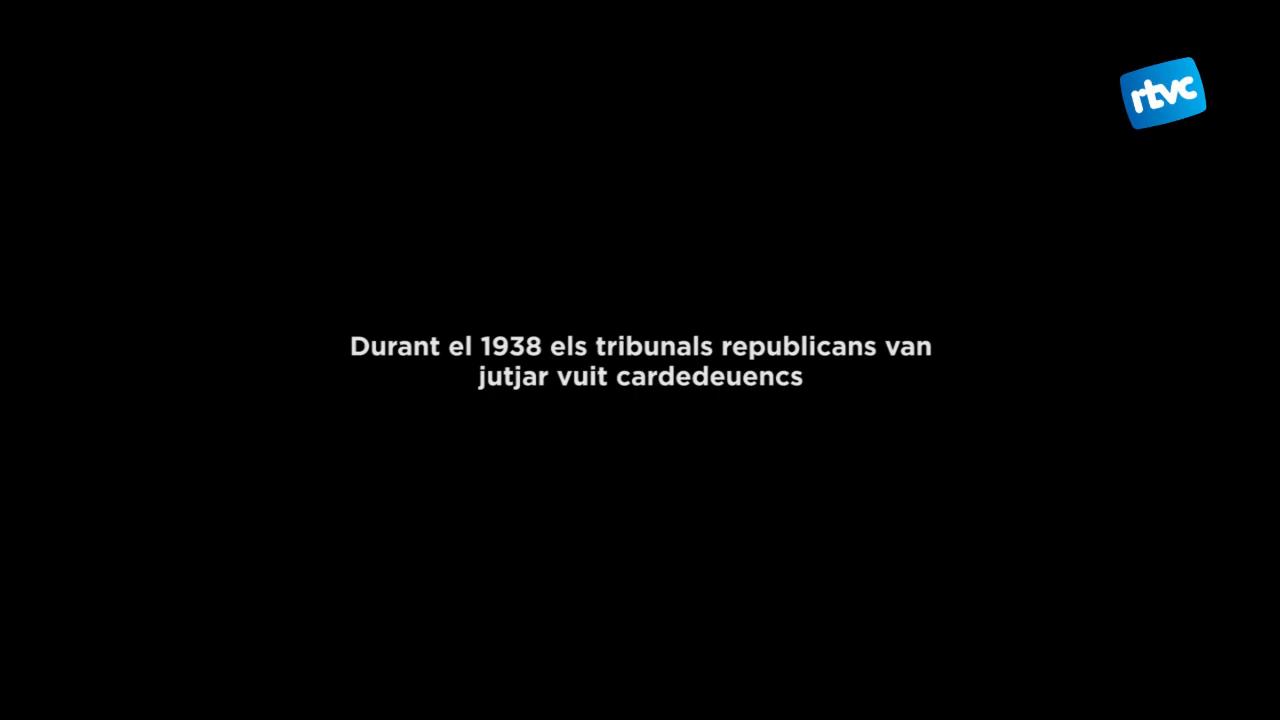 rtvc
Durant el 1938 els tribunals republicans van
jutjar vuit cardedeuencs